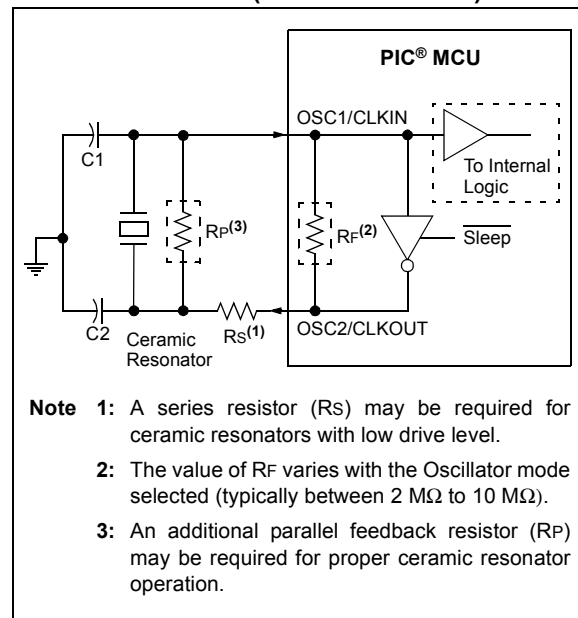 PIC® MCU
OSC1/CLKIN
C1
To Internal
Logic
RP(3)
RF(2)
Sleep
C2
Ceramic
Resonator
RS(1)
OSC2/CLKOUT
Note 1: A series resistor (RS) may be required for
ceramic resonators with low drive level.
2: The value of RF varies with the Oscillator mode
selected (typically between 2 MΩ to 10 MΩ).
3: An additional parallel feedback resistor (RP)
may be required for proper ceramic resonator
operation.